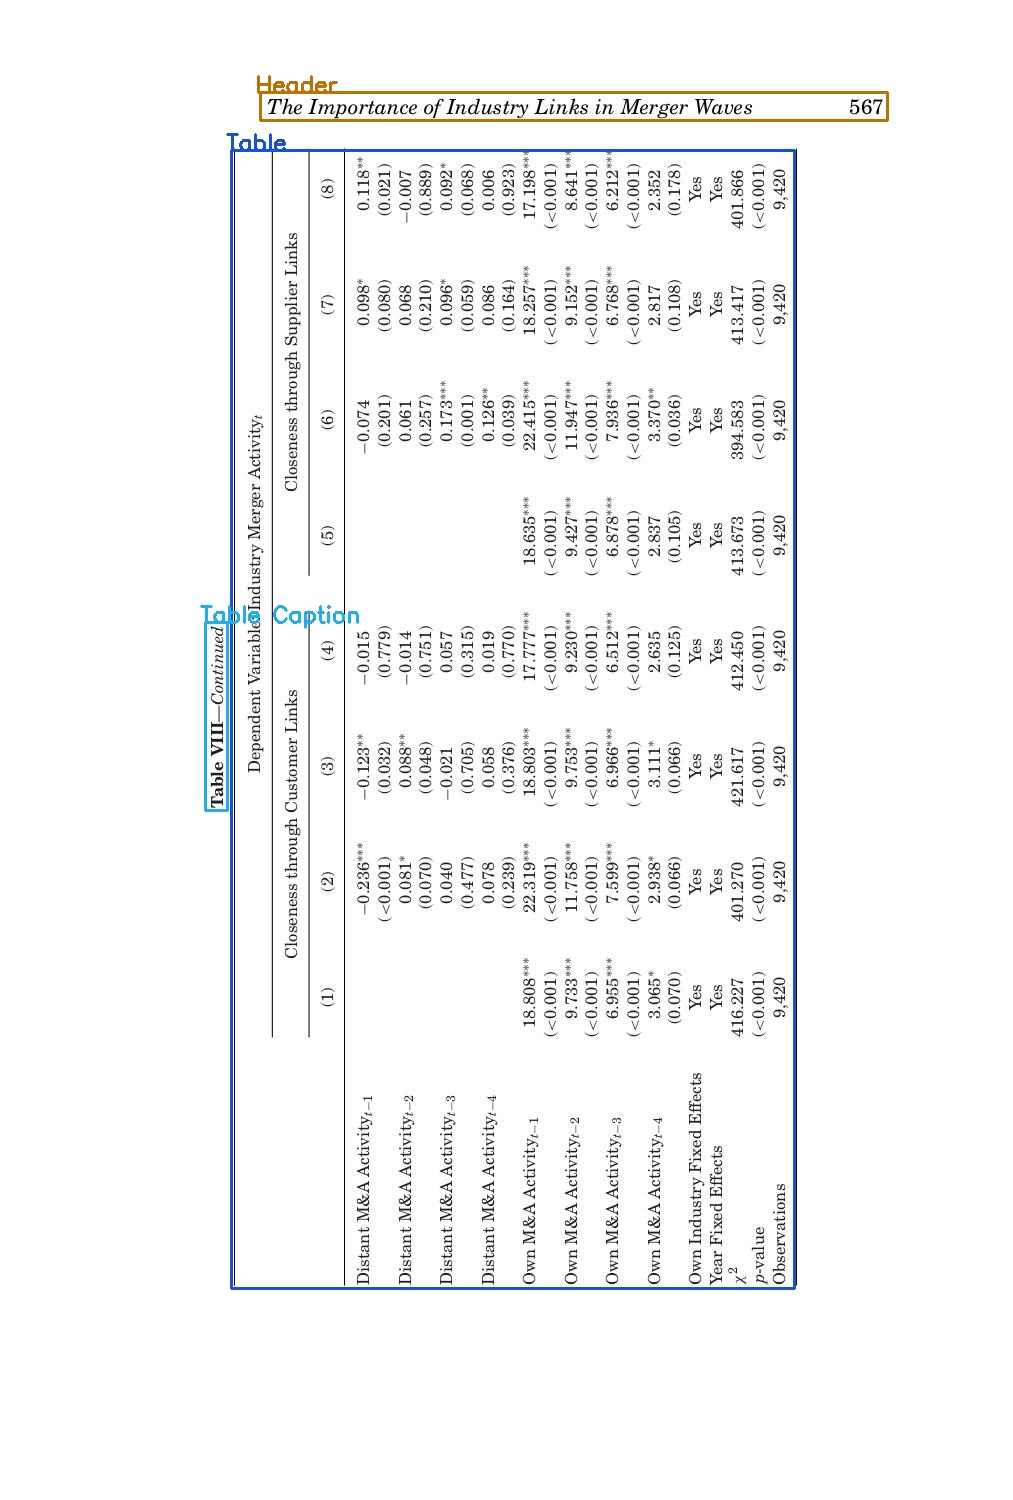 Header
The Importance of Industry Links in Merger Waves 567
Table
Table Caption
Table VIII—Continued
Dependent Variable: Industry Merger Activity_t
Closeness through Customer Links Closeness through Supplier Links
(1) (2) (3) (4) (5) (6) (7) (8)
Distant M&A Activity_t−1 −0.236*** −0.123** −0.015 −0.074 0.098* 0.118**
(<0.001) (0.032) (0.779) (0.201) (0.080) (0.021)
Distant M&A Activity_t−2 0.081* 0.088** −0.014 0.061 0.068 −0.007
(0.070) (0.048) (0.751) (0.257) (0.210) (0.889)
Distant M&A Activity_t−3 0.040 −0.021 0.057 0.173*** 0.096* 0.092*
(0.477) (0.705) (0.315) (0.001) (0.059) (0.068)
Distant M&A Activity_t−4 0.078 0.058 0.019 0.126** 0.086 0.006
(0.239) (0.376) (0.770) (0.039) (0.164) (0.923)
Own M&A Activity_t−1 18.808*** 22.319*** 18.803*** 17.777*** 18.635*** 22.415*** 18.257*** 17.198***
(<0.001) (<0.001) (<0.001) (<0.001) (<0.001) (<0.001) (<0.001) (<0.001)
Own M&A Activity_t−2 9.733*** 11.758*** 9.753*** 9.230*** 9.427*** 11.947*** 9.152*** 8.641***
(<0.001) (<0.001) (<0.001) (<0.001) (<0.001) (<0.001) (<0.001) (<0.001)
Own M&A Activity_t−3 6.955*** 7.599*** 6.966*** 6.512*** 6.878*** 7.936*** 6.768*** 6.212***
(<0.001) (<0.001) (<0.001) (<0.001) (<0.001) (<0.001) (<0.001) (<0.001)
Own M&A Activity_t−4 3.065* 2.938* 3.111* 2.635 2.837 3.370** 2.817 2.352
(0.070) (0.066) (0.066) (0.125) (0.105) (0.036) (0.108) (0.178)
Own Industry Fixed Effects Yes Yes Yes Yes Yes Yes Yes Yes
Year Fixed Effects Yes Yes Yes Yes Yes Yes Yes Yes
χ² 416.227 401.270 421.617 412.450 413.673 394.583 413.417 401.866
p-value (<0.001) (<0.001) (<0.001) (<0.001) (<0.001) (<0.001) (<0.001) (<0.001)
Observations 9,420 9,420 9,420 9,420 9,420 9,420 9,420 9,420